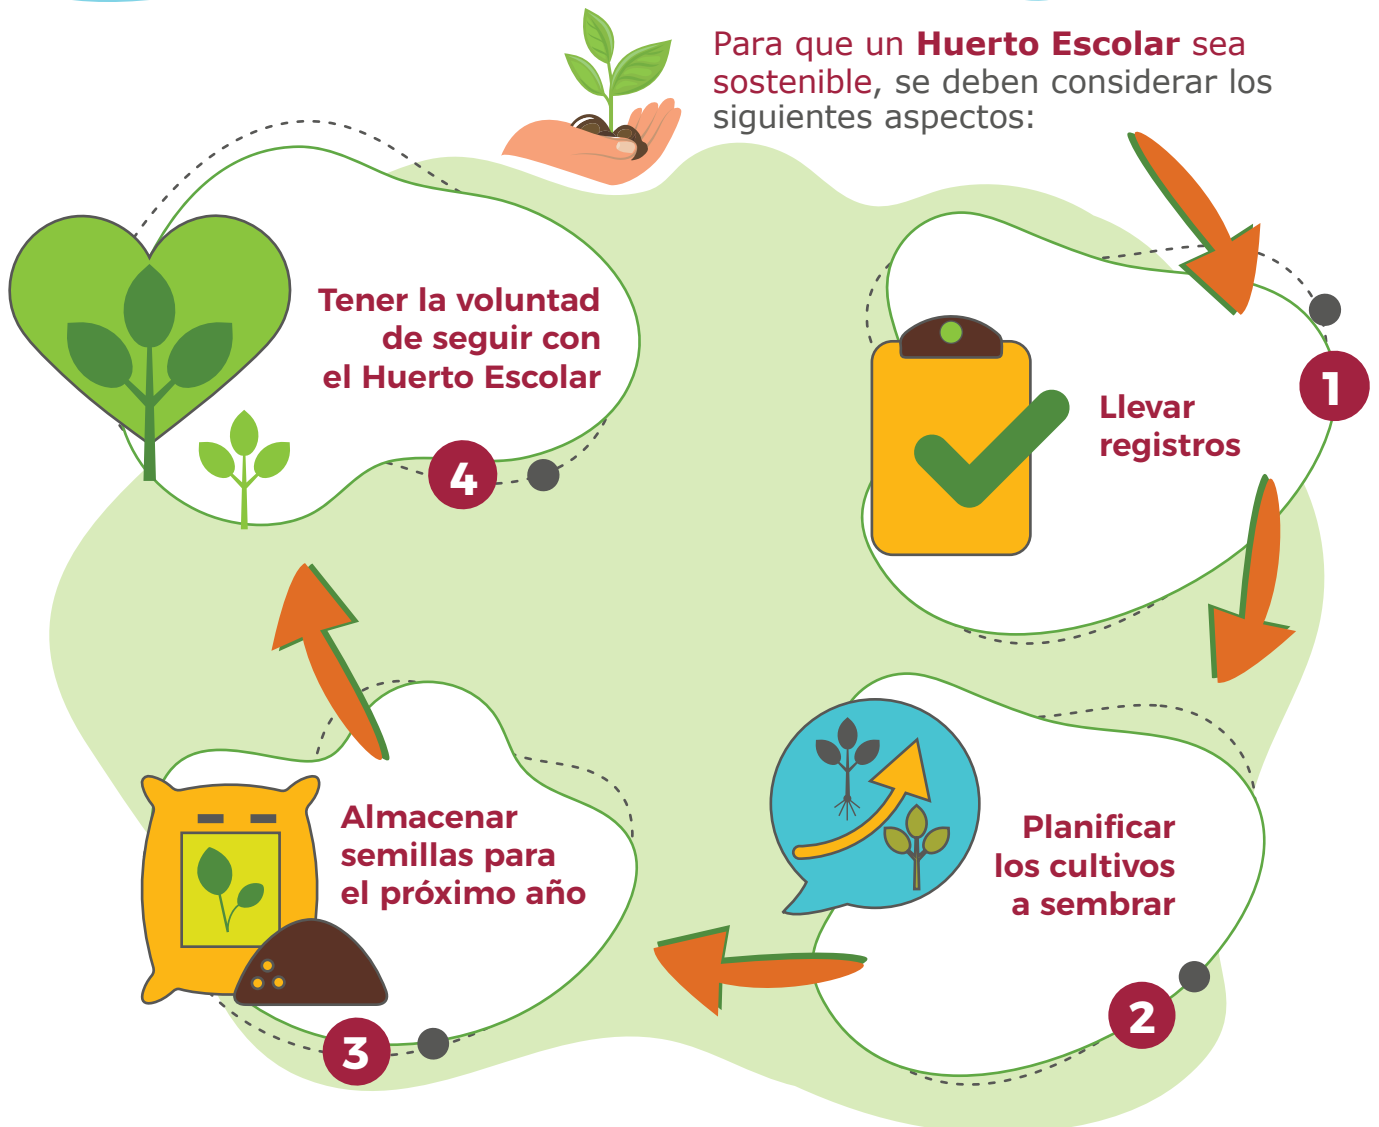 Para que un Huerto Escolar sea
sostenible, se deben considerar los
siguientes aspectos:
1
Llevar
registros
2
Planificar
los cultivos
a sembrar
3
Almacenar
semillas para
el próximo año
4
Tener la voluntad
de seguir con
el Huerto Escolar